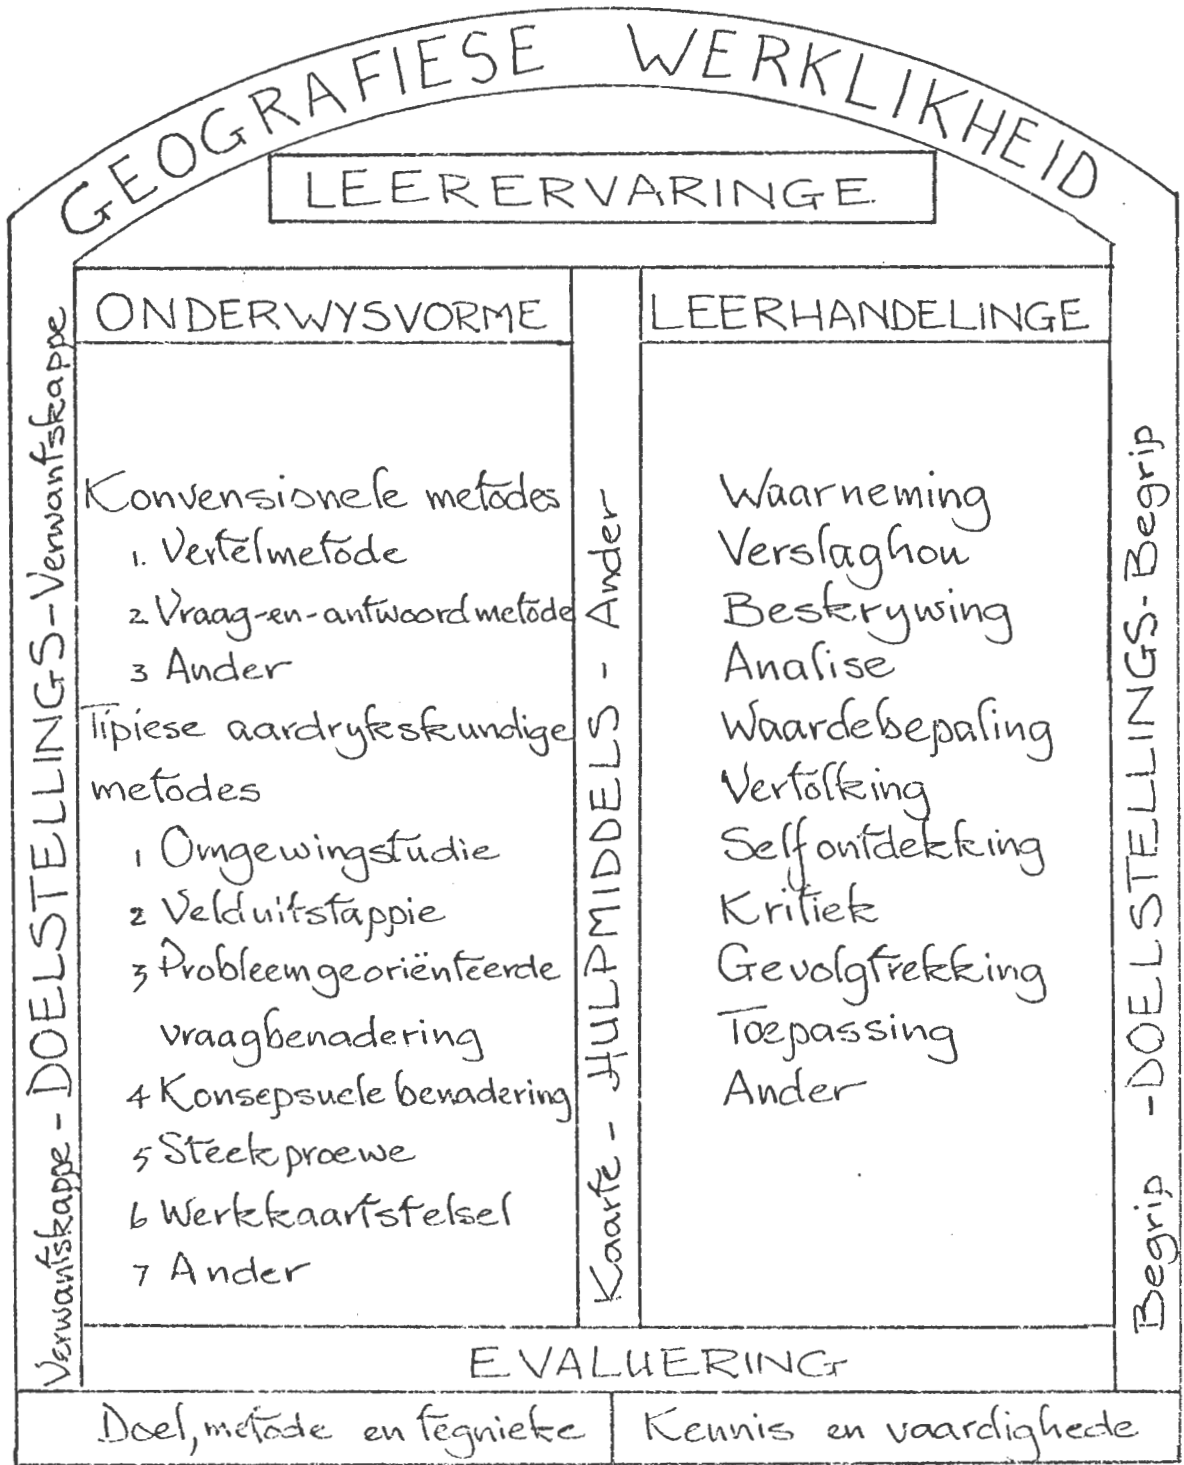 GEOGRAFIESE WERKLIKHEID
LEERERVARINGE
Verwantskappe - DOELSTELLINGS - Verwantskappe
ONDERWYSVORME
Konvensionele metodes
1. Vertelmetode
2 Vraag-en-antwoordmetode
3 Ander
Tipiese aardrykskundige
metodes
1 Omgewingstudie
2 Velduitstappie
3 Probleemgeoriënteerde
vraagbenadering
4 Konsepsuele benadering
5 Steekproewe
6 Werkkaartstelsel
7 Ander
Kaarte - HULPMIDDELS - Ander
LEERHANDELINGE
Waarneming
Verslaghou
Beskrywing
Analise
Waardebepaling
Vertolking
Selfontdekking
Kritiek
Gevolgtrekking
Toepassing
Ander
Begrip - DOELSTELLINGS - Begrip
EVALUERING
Doel, metode en tegnieke
Kennis en vaardighede